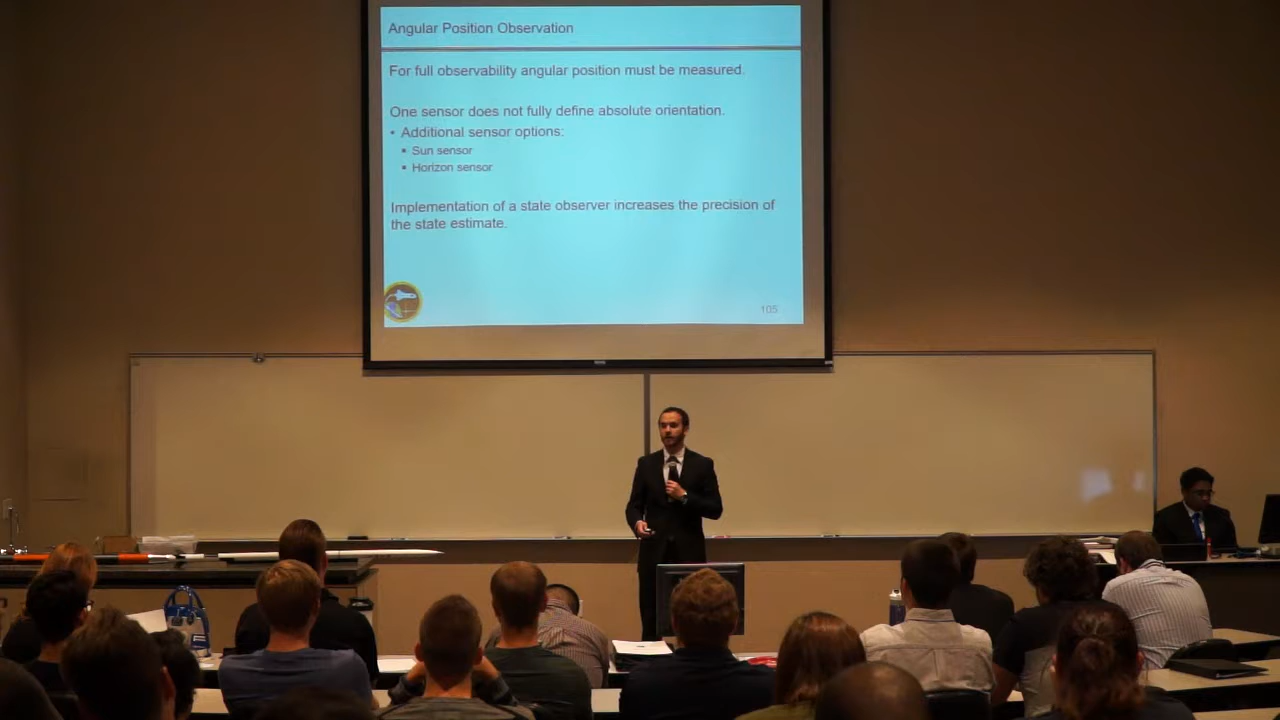 Angular Position Observation
For full observability angular position must be measured.
One sensor does not fully define absolute orientation.
• Additional sensor options:
▪ Sun sensor
▪ Horizon sensor
Implementation of a state observer increases the precision of
the state estimate.
105